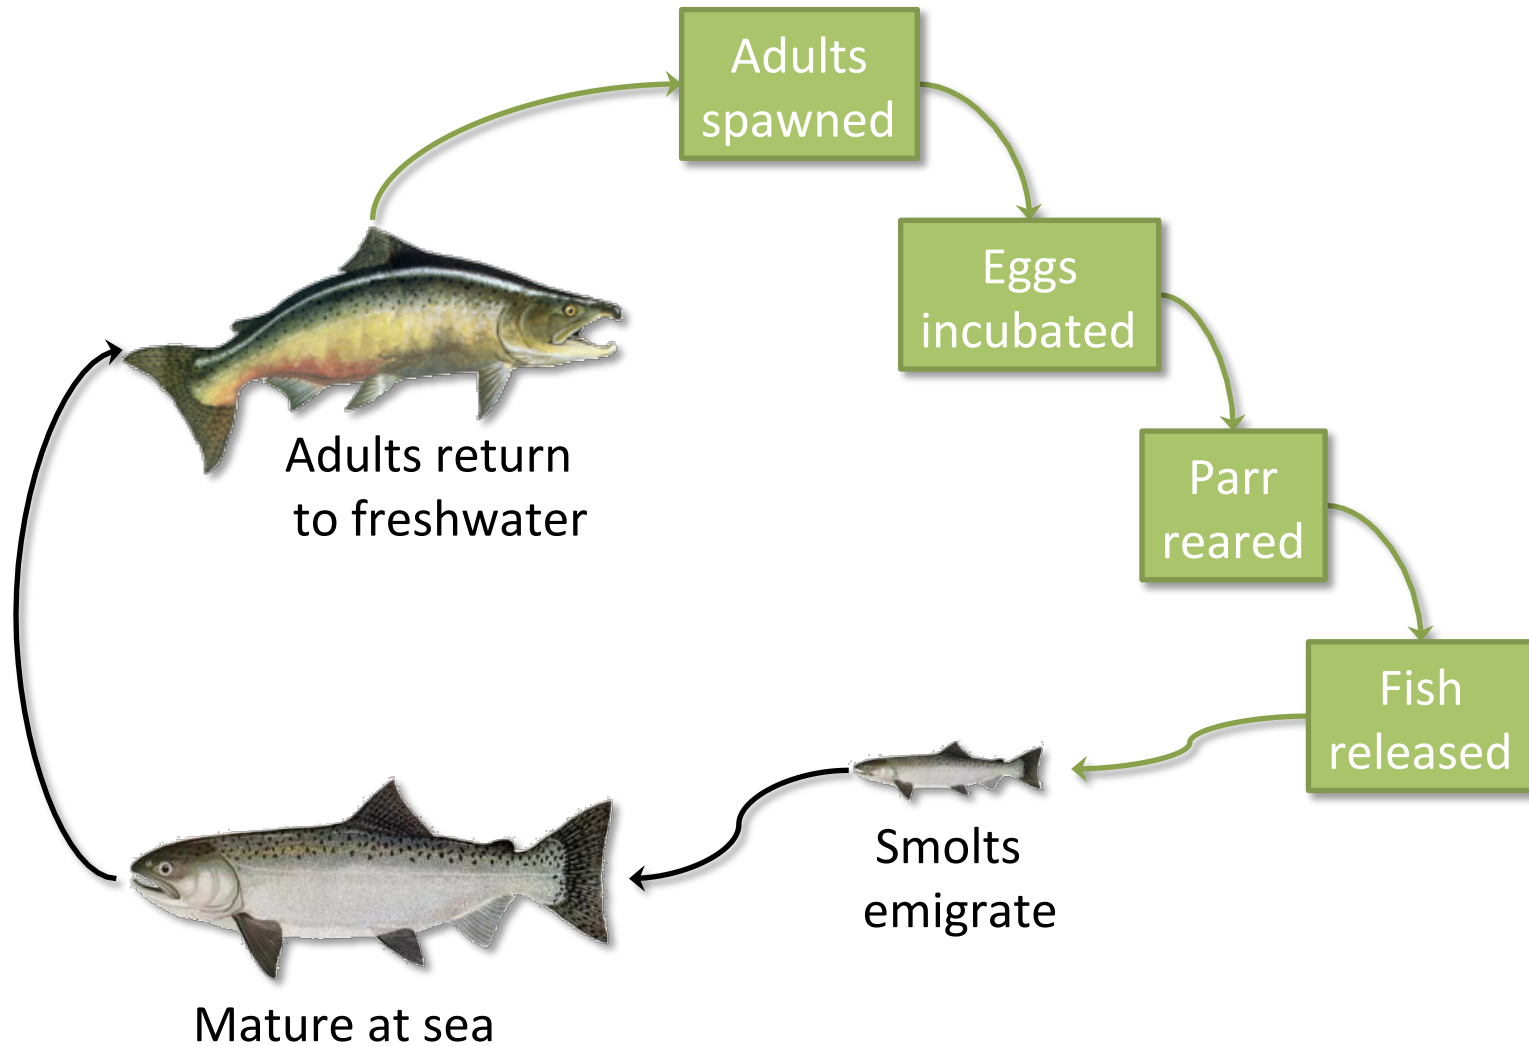 Adults
spawned
Eggs
incubated
Parr
reared
Fish
released
Smolts
emigrate
Mature at sea
Adults return
to freshwater